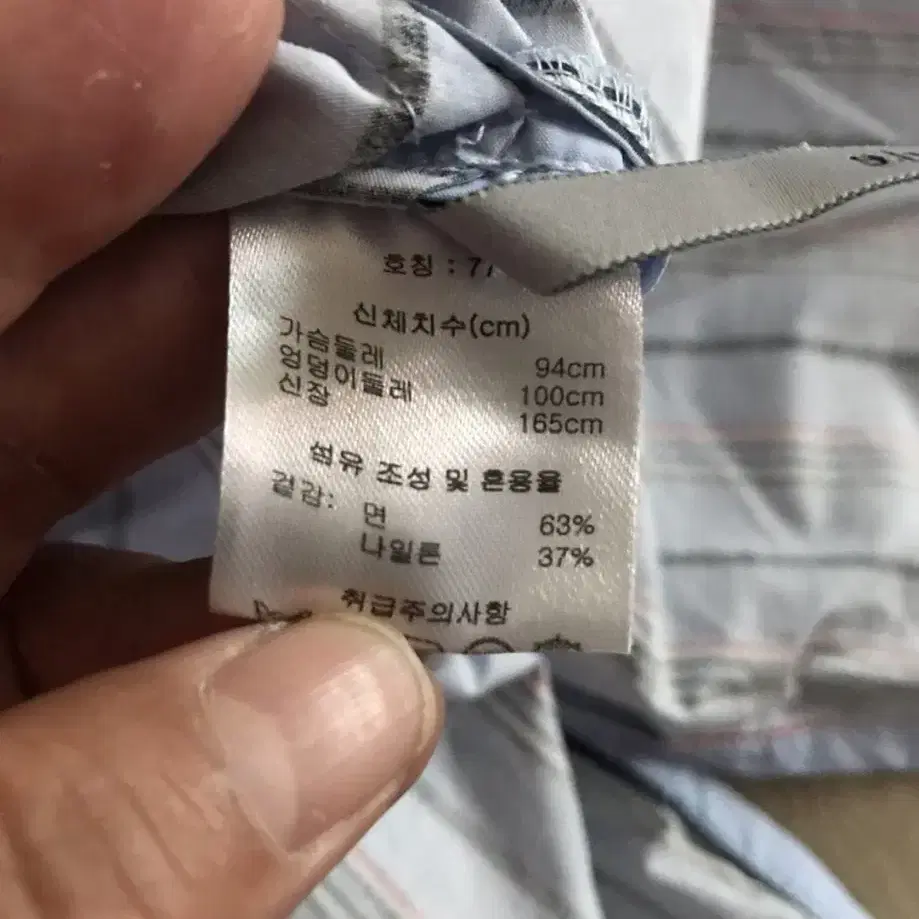 호칭 : 77
신체치수(cm)
가슴둘레 94cm
엉덩이둘레 100cm
신장 165cm
섬유 조성 및 혼용율
겉감: 면 63%
나일론 37%
취급주의사항